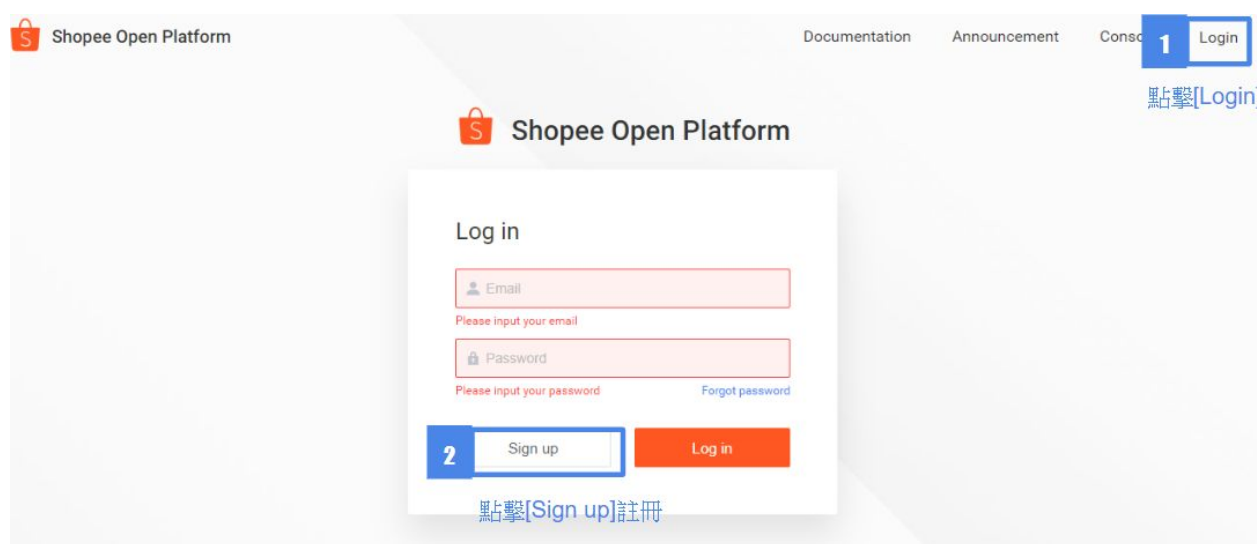 Shopee Open Platform
Documentation Announcement 1 Login
點擊[Login]
Shopee Open Platform
Log in
Email
Please input your email
Password
Please input your password Forgot password
2 Sign up Log in
點擊[Sign up]註冊